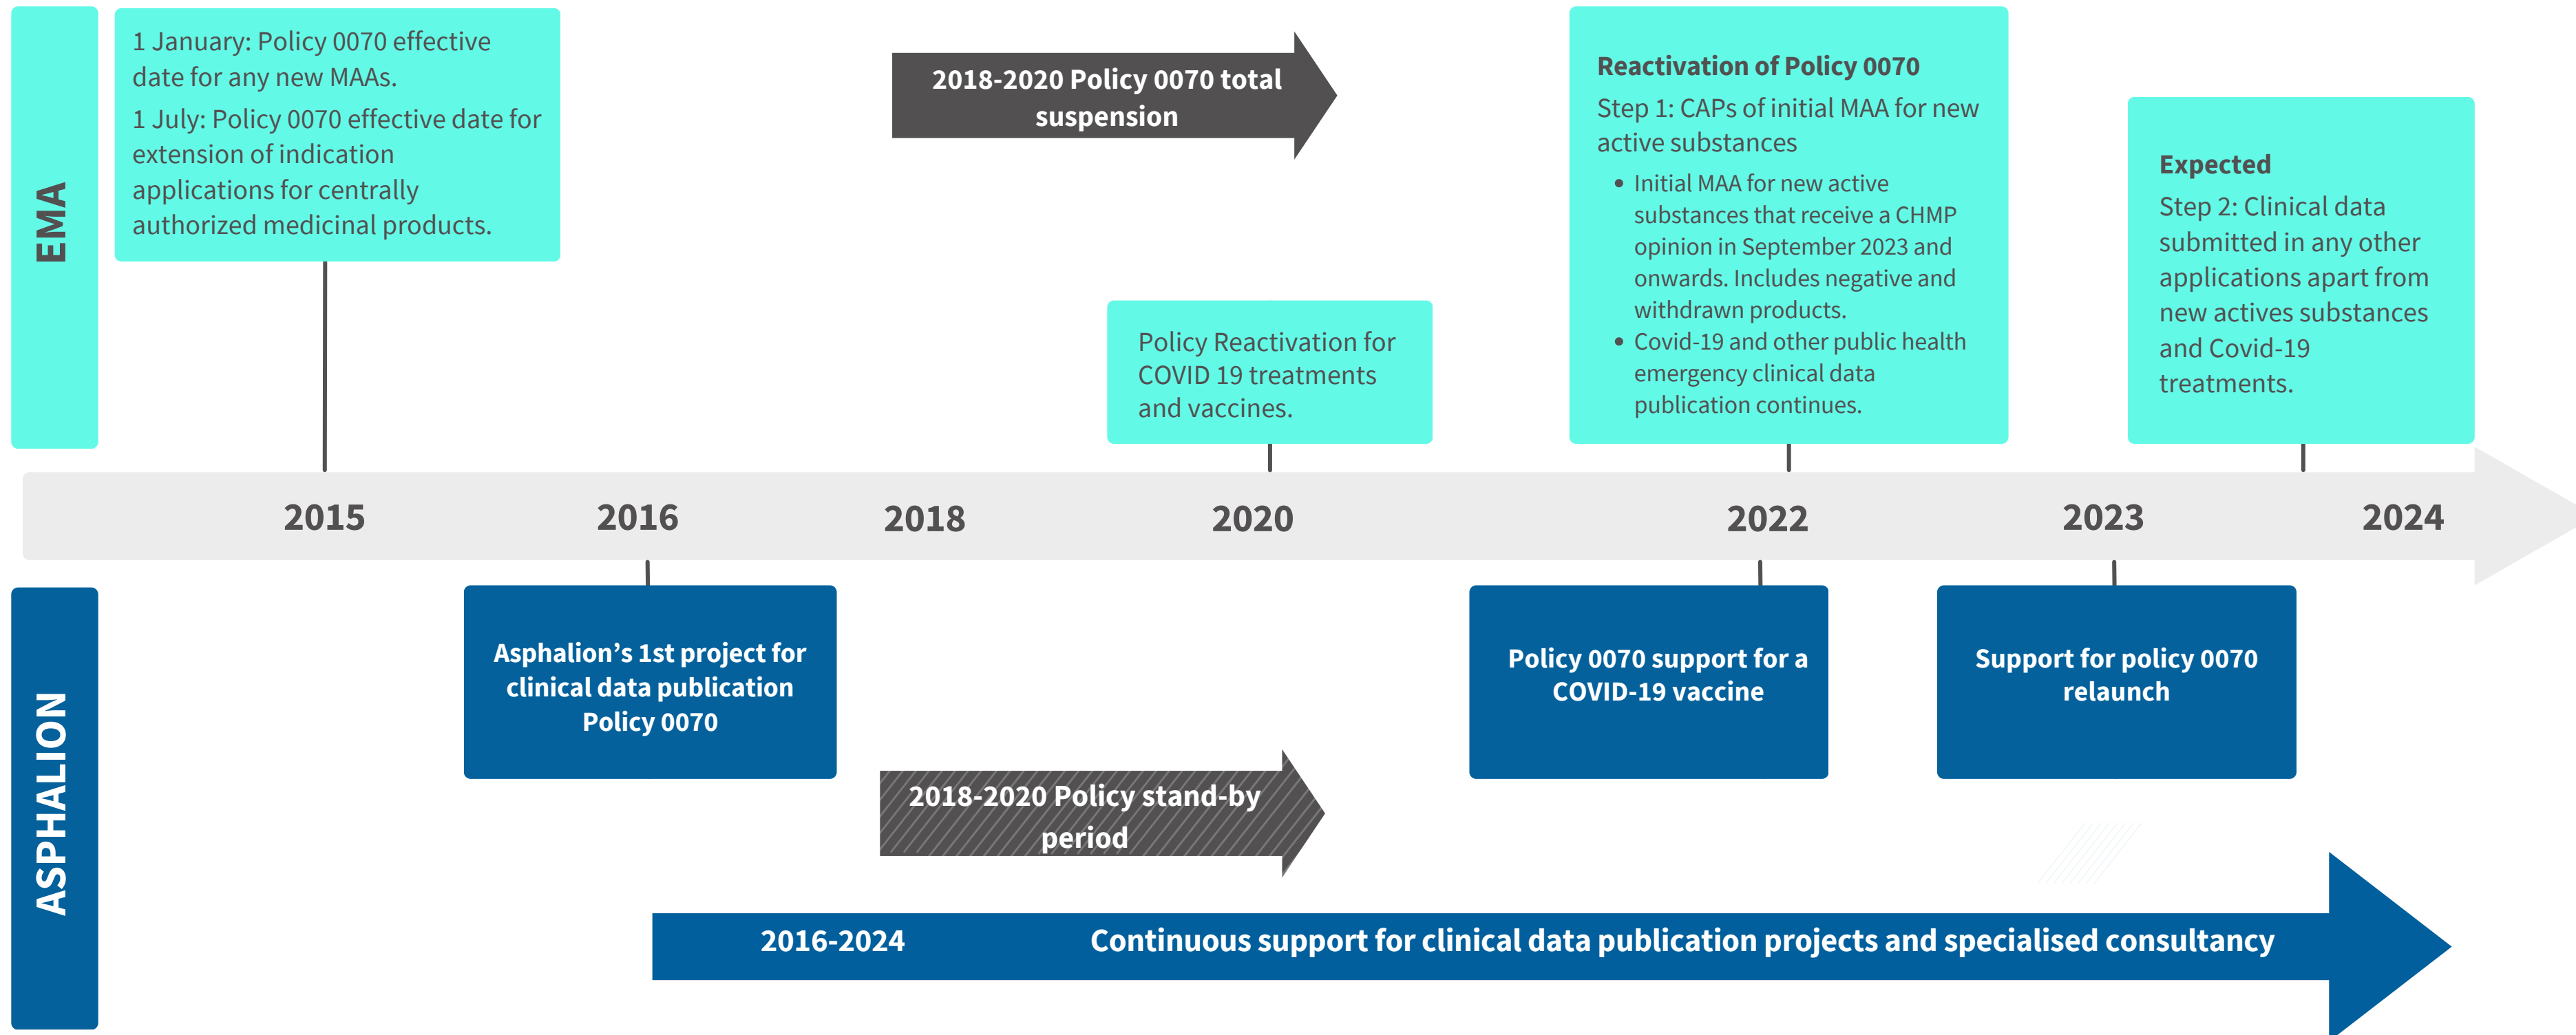 EMA
1 January: Policy 0070 effective
date for any new MAAs.
1 July: Policy 0070 effective date for
extension of indication
applications for centrally
authorized medicinal products.
2018-2020 Policy 0070 total
suspension
Policy Reactivation for
COVID 19 treatments
and vaccines.
Reactivation of Policy 0070
Step 1: CAPs of initial MAA for new
active substances
• Initial MAA for new active
substances that receive a CHMP
opinion in September 2023 and
onwards. Includes negative and
withdrawn products.
• Covid-19 and other public health
emergency clinical data
publication continues.
Expected
Step 2: Clinical data
submitted in any other
applications apart from
new actives substances
and Covid-19
treatments.
2015 2016 2018 2020 2022 2023 2024
ASPHALION
Asphalion’s 1st project for
clinical data publication
Policy 0070
Policy 0070 support for a
COVID-19 vaccine
Support for policy 0070
relaunch
2018-2020 Policy stand-by
period
2016-2024 Continuous support for clinical data publication projects and specialised consultancy